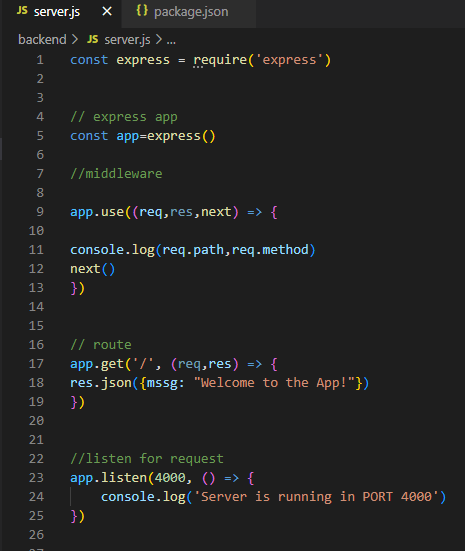 server.js
package.json
backend > server.js > ...
1 const express = require('express')
2
3
4 // express app
5 const app=express()
6
7 //middleware
8
9 app.use((req,res,next) => {
10
11 console.log(req.path,req.method)
12 next()
13 })
14
15
16 // route
17 app.get('/', (req,res) => {
18 res.json({mssg: "Welcome to the App!"})
19 })
20
21
22 //listen for request
23 app.listen(4000, () => {
24     console.log('Server is running in PORT 4000')
25 })
26